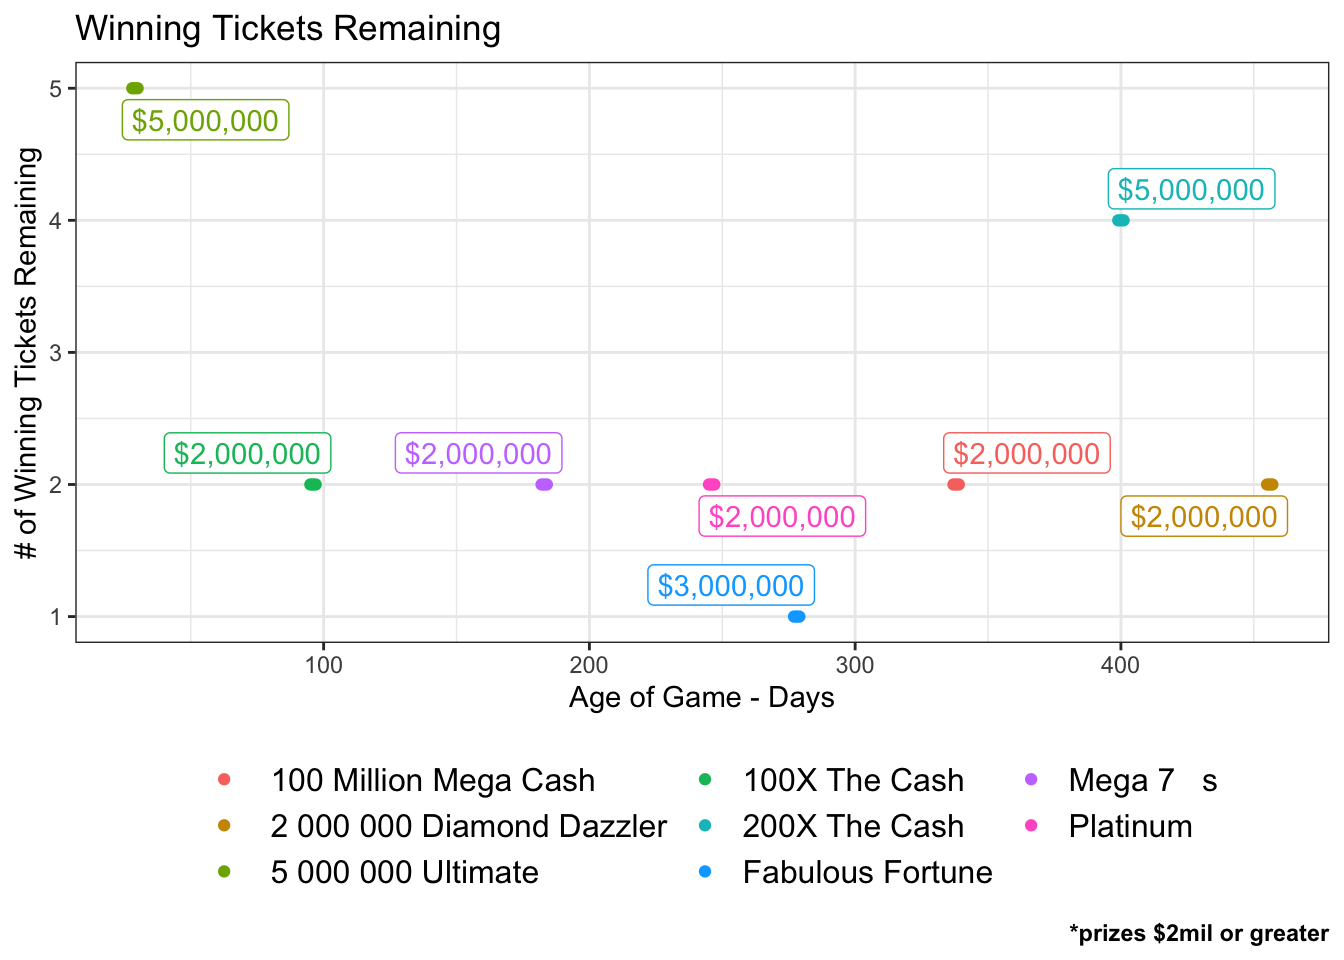 Winning Tickets Remaining
# of Winning Tickets Remaining
5
$5,000,000
$5,000,000
4
3
$2,000,000
$2,000,000
$2,000,000
2
$2,000,000
$2,000,000
$3,000,000
1
100 200 300 400
Age of Game - Days
100 Million Mega Cash 100X The Cash Mega 7 s
2 000 000 Diamond Dazzler 200X The Cash Platinum
5 000 000 Ultimate Fabulous Fortune
*prizes $2mil or greater